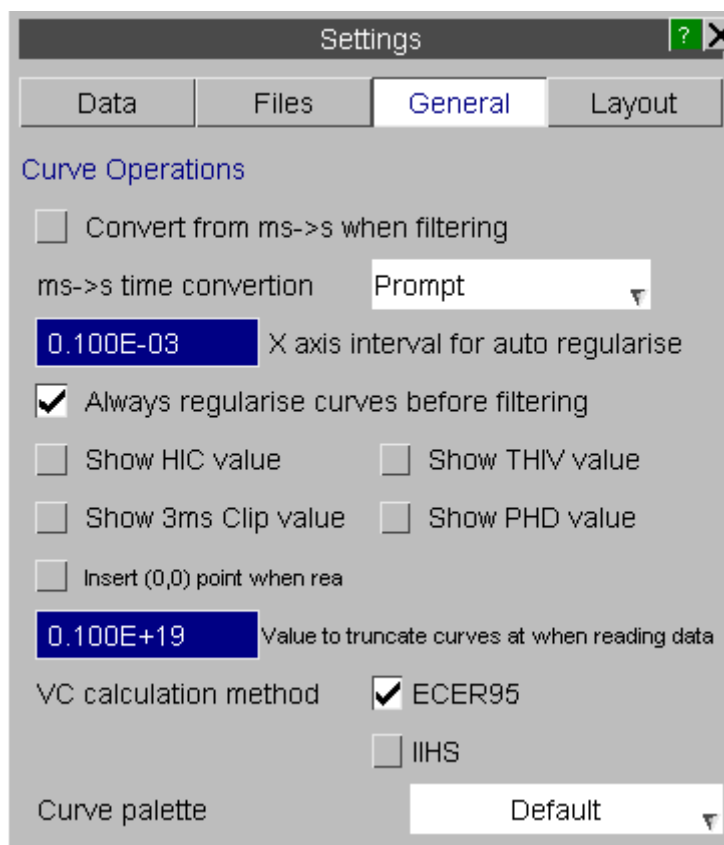 Settings ?
Data Files General Layout
Curve Operations
Convert from ms->s when filtering
ms->s time convertion Prompt
0.100E-03 X axis interval for auto regularise
Always regularise curves before filtering
Show HIC value Show THIV value
Show 3ms Clip value Show PHD value
Insert (0,0) point when rea
0.100E+19 Value to truncate curves at when reading data
VC calculation method ECER95
IIHS
Curve palette Default